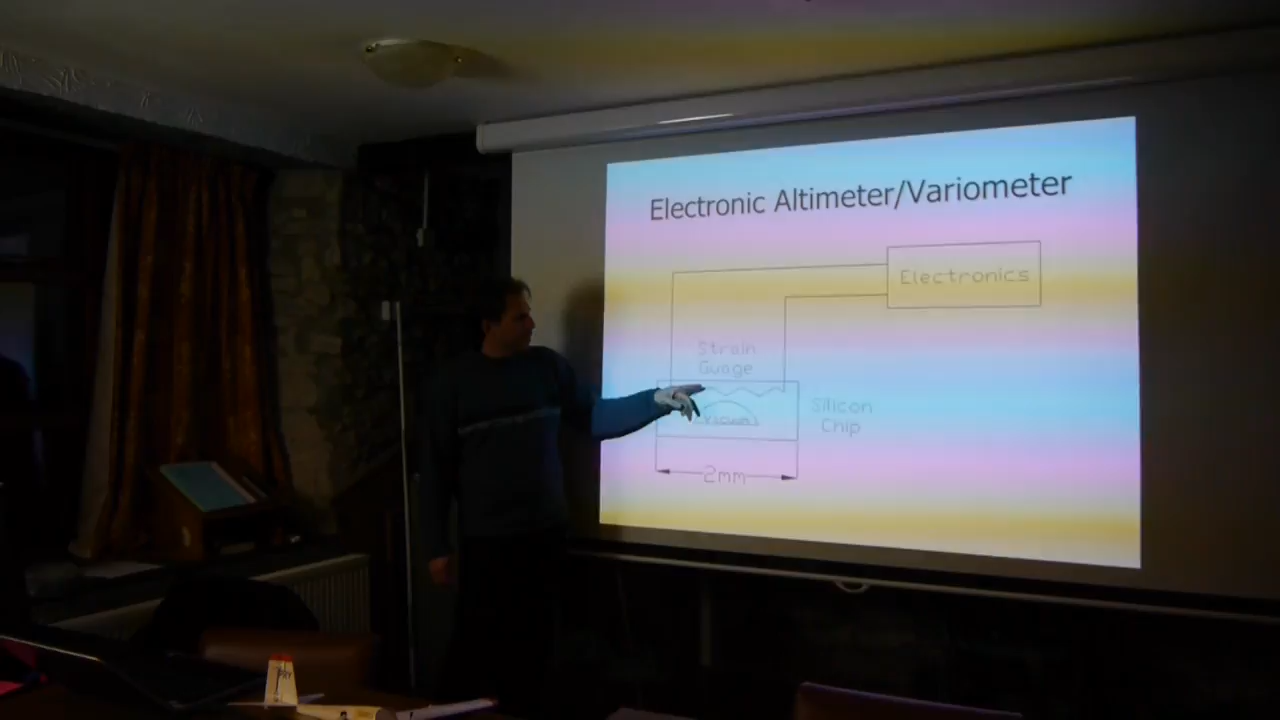 Electronic Altimeter/Variometer
Electronics
Strain
Guage
Silicon
Chip
2mm